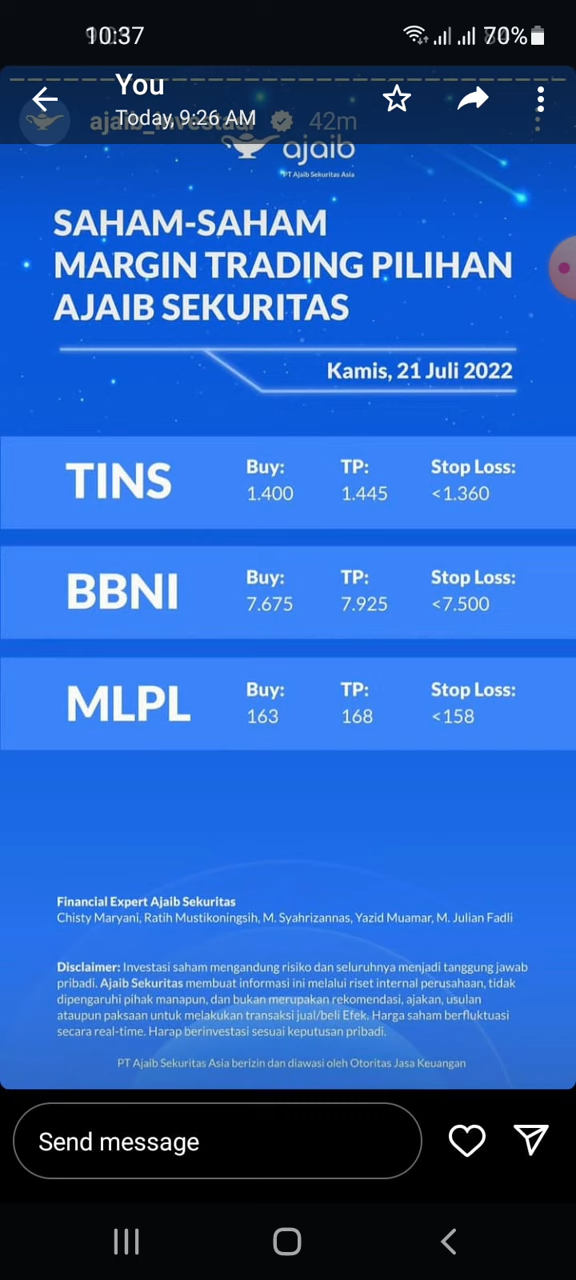 10:37
70%
You
Today, 9:26 AM
42m
ajaib
PT Ajaib Sekuritas Asia
SAHAM-SAHAM
MARGIN TRADING PILIHAN
AJAIB SEKURITAS
Kamis, 21 Juli 2022
TINS
Buy: TP: Stop Loss:
1.400 1.445 <1.360
BBNI
Buy: TP: Stop Loss:
7.675 7.925 <7.500
MLPL
Buy: TP: Stop Loss:
163 168 <158
Financial Expert Ajaib Sekuritas
Chisty Maryani, Ratih Mustikoningsih, M. Syahrizannas, Yazid Muamar, M. Julian Fadli
Disclaimer: Investasi saham mengandung risiko dan seluruhnya menjadi tanggung jawab
pribadi. Ajaib Sekuritas membuat informasi ini melalui riset internal perusahaan, tidak
dipengaruhi pihak manapun, dan bukan merupakan rekomendasi, ajakan, usulan
ataupun paksaan untuk melakukan transaksi jual/beli Efek. Harga saham berfluktuasi
secara real-time. Harap berinvestasi sesuai keputusan pribadi.
PT Ajaib Sekuritas Asia berizin dan diawasi oleh Otoritas Jasa Keuangan
Send message